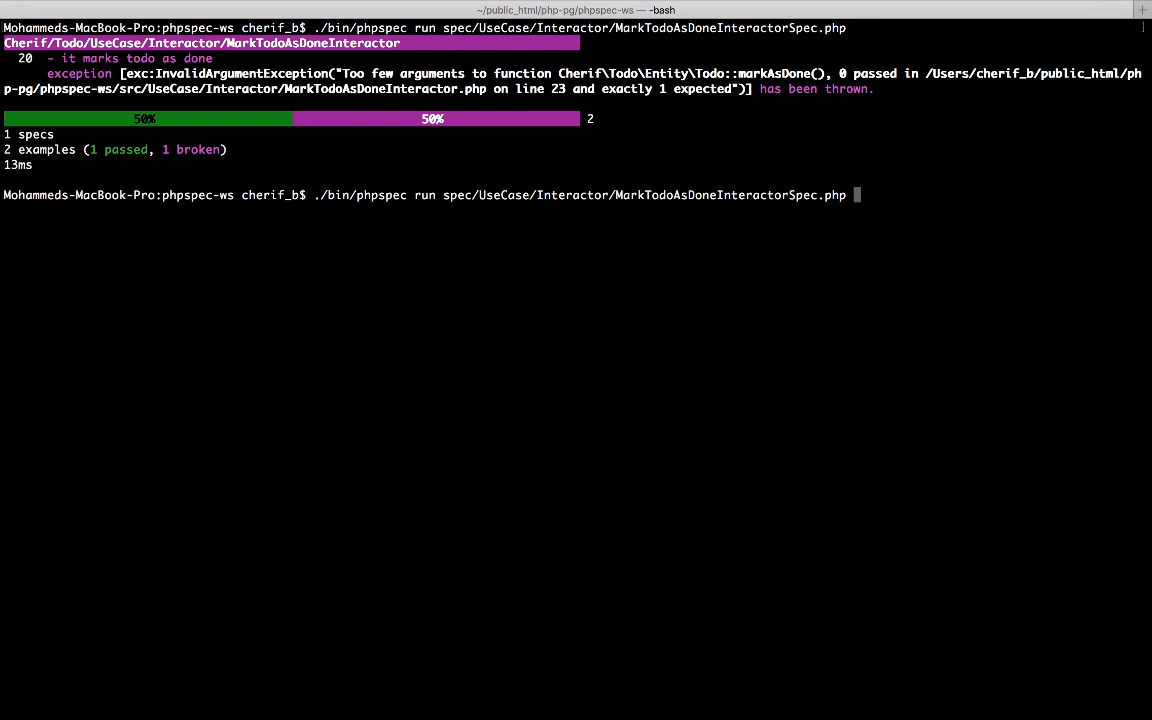 ~/public_html/php-pg/phpspec-ws — -bash
Mohammeds-MacBook-Pro:phpspec-ws cherif_b$ ./bin/phpspec run spec/UseCase/Interactor/MarkTodoAsDoneInteractorSpec.php
Cherif/Todo/UseCase/Interactor/MarkTodoAsDoneInteractor
20 - it marks todo as done
exception [exc:InvalidArgumentException("Too few arguments to function Cherif\Todo\Entity\Todo::markAsDone(), 0 passed in /Users/cherif_b/public_html/ph
p-pg/phpspec-ws/src/UseCase/Interactor/MarkTodoAsDoneInteractor.php on line 23 and exactly 1 expected")] has been thrown.
50% 50% 2
1 specs
2 examples (1 passed, 1 broken)
13ms
Mohammeds-MacBook-Pro:phpspec-ws cherif_b$ ./bin/phpspec run spec/UseCase/Interactor/MarkTodoAsDoneInteractorSpec.php